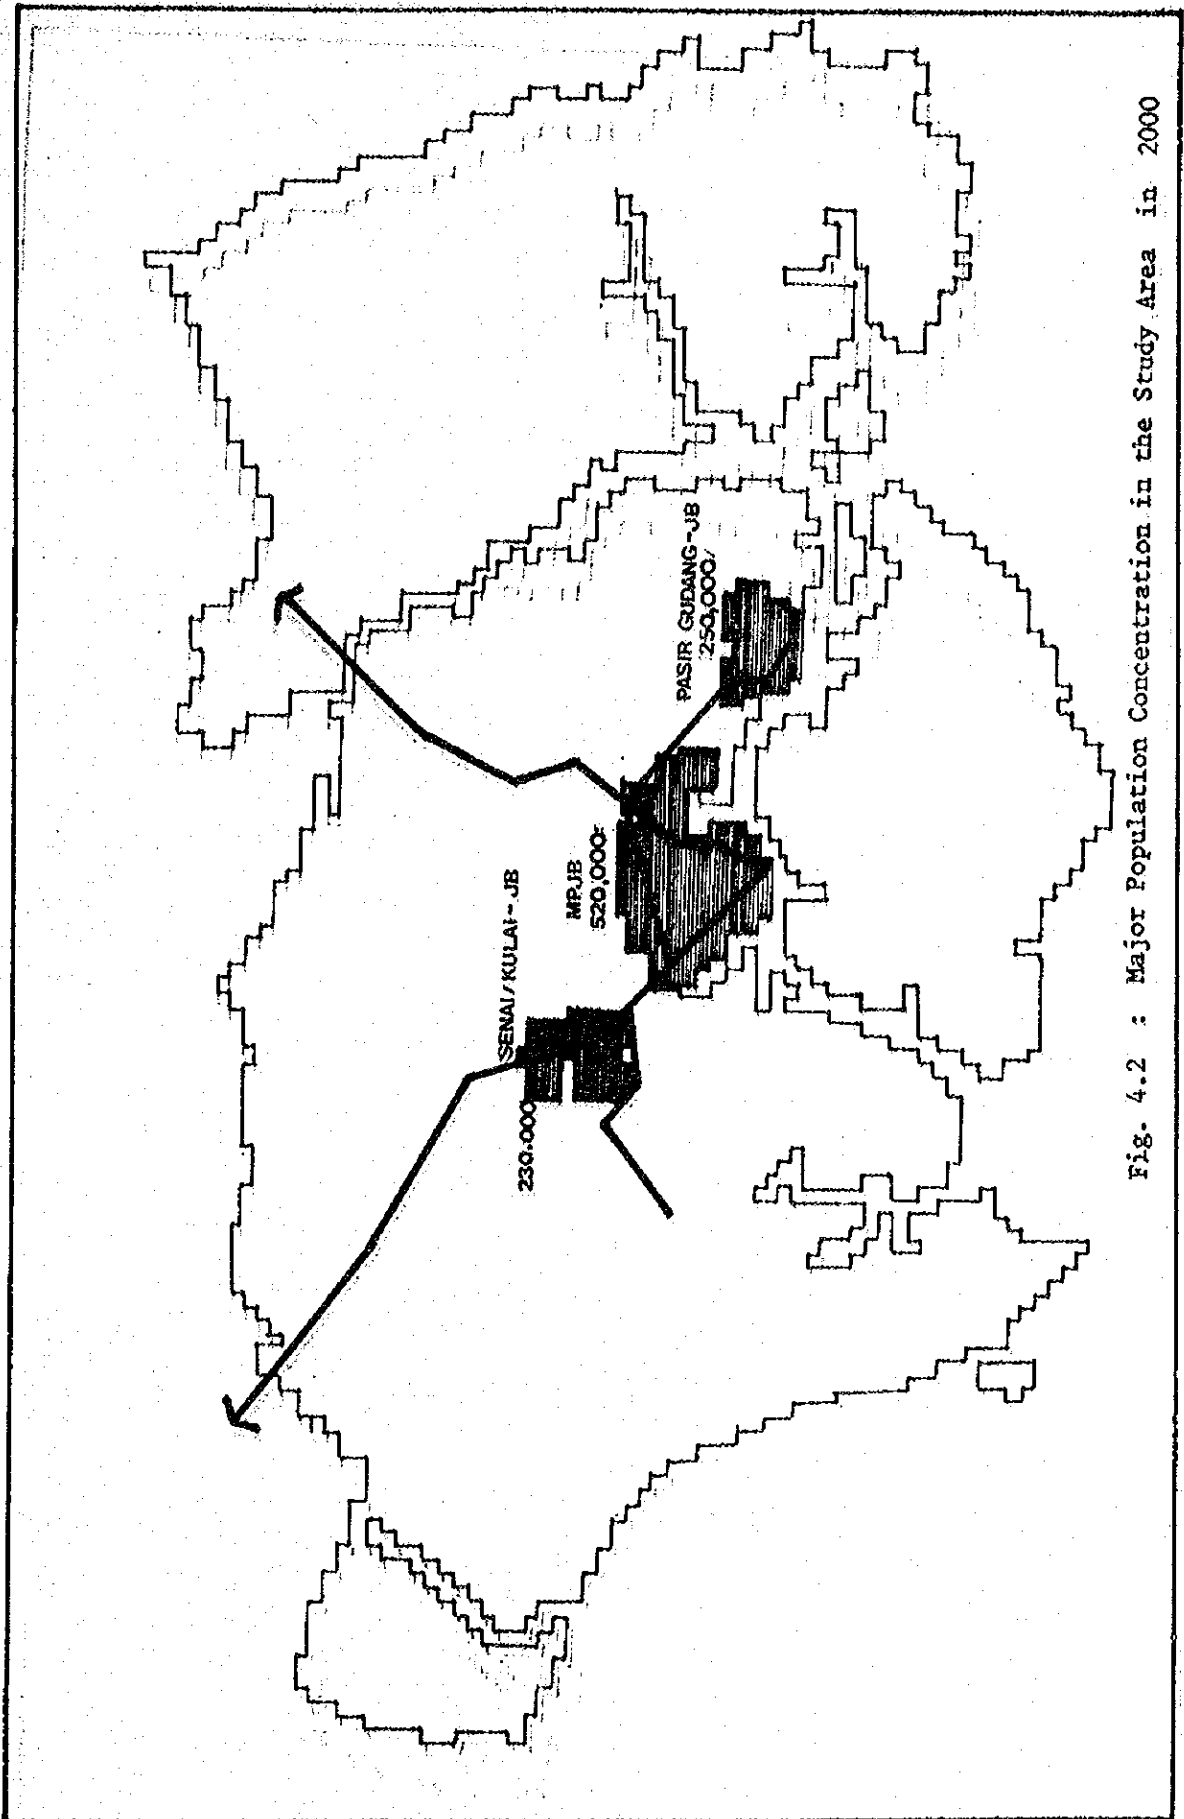 SENAI/KULAI-JB
230,000
MPJB
520,000
PASIR GUDANG-JB
250,000
Fig. 4.2 : Major Population Concentration in the Study Area in 2000